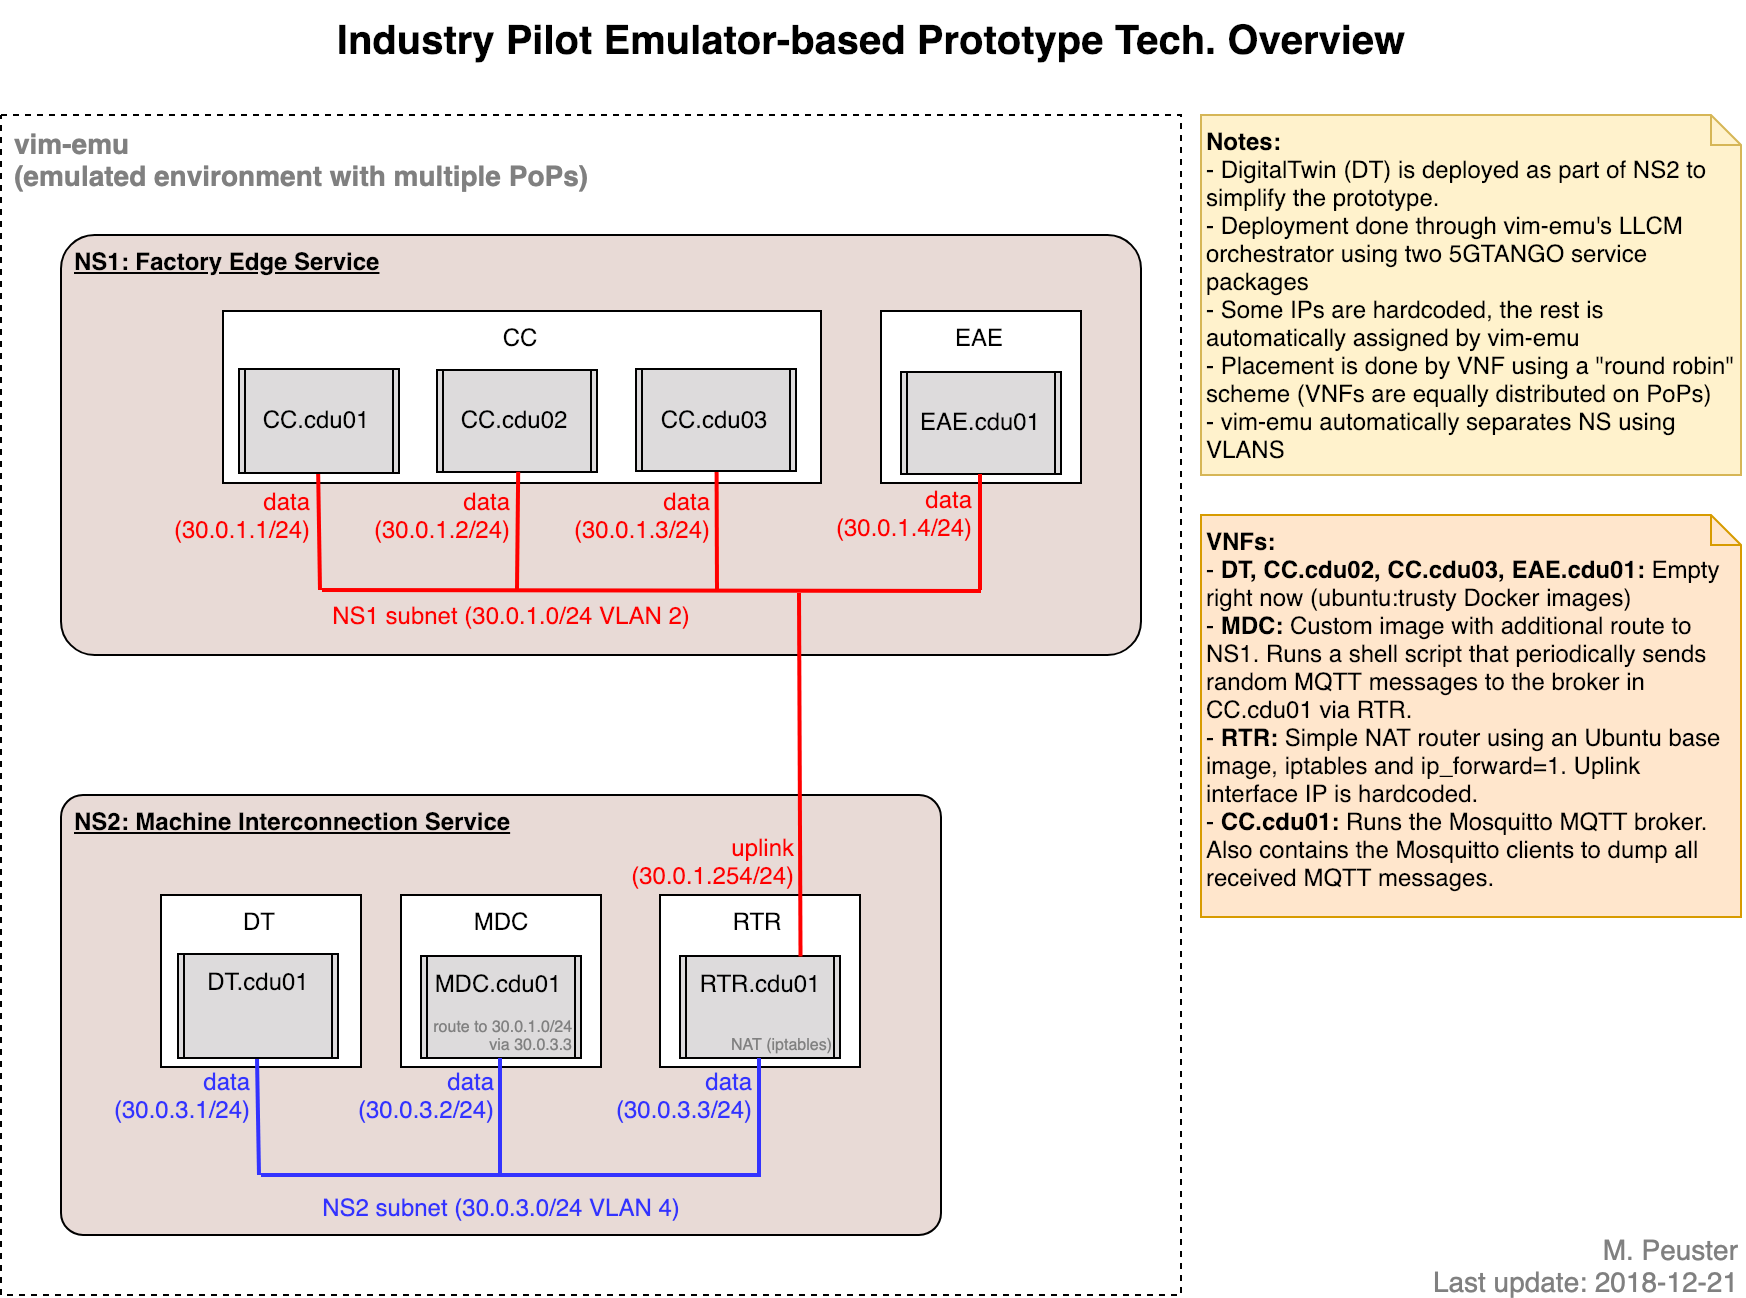 Industry Pilot Emulator-based Prototype Tech. Overview
vim-emu
(emulated environment with multiple PoPs)
NS1: Factory Edge Service
CC
EAE
CC.cdu01
CC.cdu02
CC.cdu03
EAE.cdu01
data
(30.0.1.1/24)
data
(30.0.1.2/24)
data
(30.0.1.3/24)
data
(30.0.1.4/24)
NS1 subnet (30.0.1.0/24 VLAN 2)
NS2: Machine Interconnection Service
uplink
(30.0.1.254/24)
DT
MDC
RTR
DT.cdu01
MDC.cdu01
route to 30.0.1.0/24
via 30.0.3.3
RTR.cdu01
NAT (iptables)
data
(30.0.3.1/24)
data
(30.0.3.2/24)
data
(30.0.3.3/24)
NS2 subnet (30.0.3.0/24 VLAN 4)
Notes:
- DigitalTwin (DT) is deployed as part of NS2 to
simplify the prototype.
- Deployment done through vim-emu's LLCM
orchestrator using two 5GTANGO service
packages
- Some IPs are hardcoded, the rest is
automatically assigned by vim-emu
- Placement is done by VNF using a "round robin"
scheme (VNFs are equally distributed on PoPs)
- vim-emu automatically separates NS using
VLANS
VNFs:
- DT, CC.cdu02, CC.cdu03, EAE.cdu01: Empty
right now (ubuntu:trusty Docker images)
- MDC: Custom image with additional route to
NS1. Runs a shell script that periodically sends
random MQTT messages to the broker in
CC.cdu01 via RTR.
- RTR: Simple NAT router using an Ubuntu base
image, iptables and ip_forward=1. Uplink
interface IP is hardcoded.
- CC.cdu01: Runs the Mosquitto MQTT broker.
Also contains the Mosquitto clients to dump all
received MQTT messages.
M. Peuster
Last update: 2018-12-21